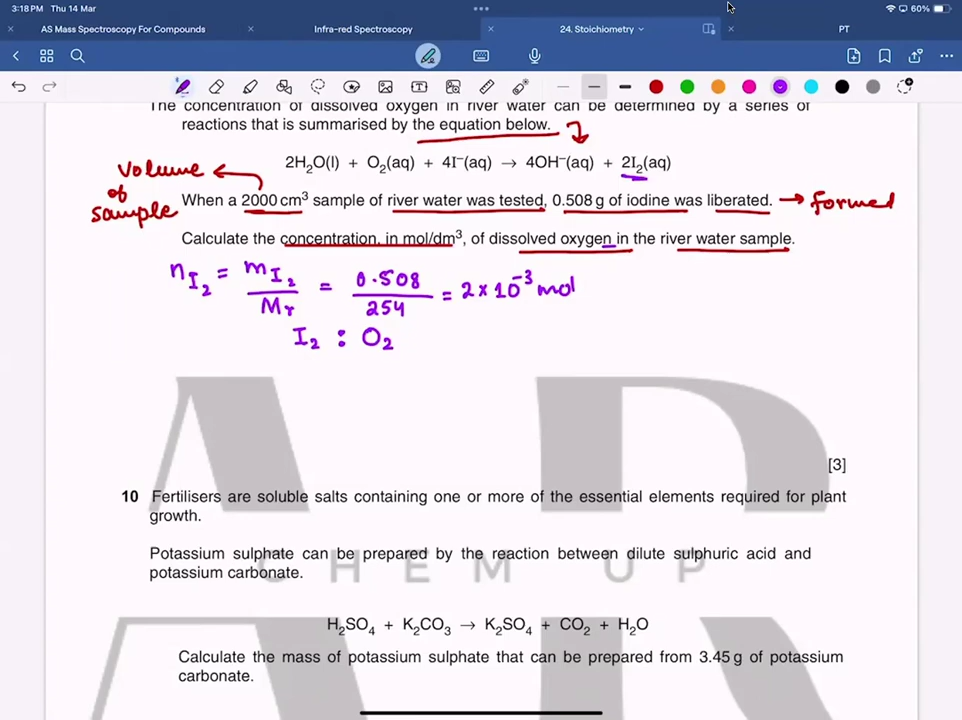 3:18 PM Thu 14 Mar
60%
AS Mass Spectroscopy For Compounds
Infra-red Spectroscopy
24. Stoichiometry
PT
The concentration of dissolved oxygen in river water can be determined by a series of
reactions that is summarised by the equation below.
2H₂O(l) + O₂(aq) + 4I⁻(aq) → 4OH⁻(aq) + 2I₂(aq)
volume
of
sample
When a 2000 cm³ sample of river water was tested, 0.508 g of iodine was liberated. → formed
Calculate the concentration, in mol/dm³, of dissolved oxygen in the river water sample.
n I₂ = m I₂ / Mr = 0.508 / 254 = 2 × 10⁻³ mol
I₂ : O₂
[3]
10 Fertilisers are soluble salts containing one or more of the essential elements required for plant
growth.
Potassium sulphate can be prepared by the reaction between dilute sulphuric acid and
potassium carbonate.
CHEM UP
H₂SO₄ + K₂CO₃ → K₂SO₄ + CO₂ + H₂O
Calculate the mass of potassium sulphate that can be prepared from 3.45 g of potassium
carbonate.